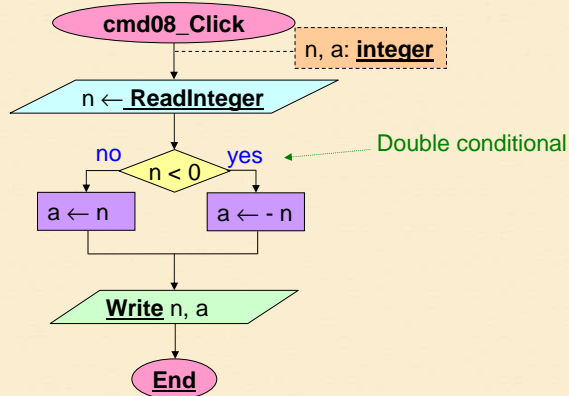 cmd08_Click
n, a: integer
n ← ReadInteger
no
yes
Double conditional
n < 0
a ← n
a ← - n
Write n, a
End